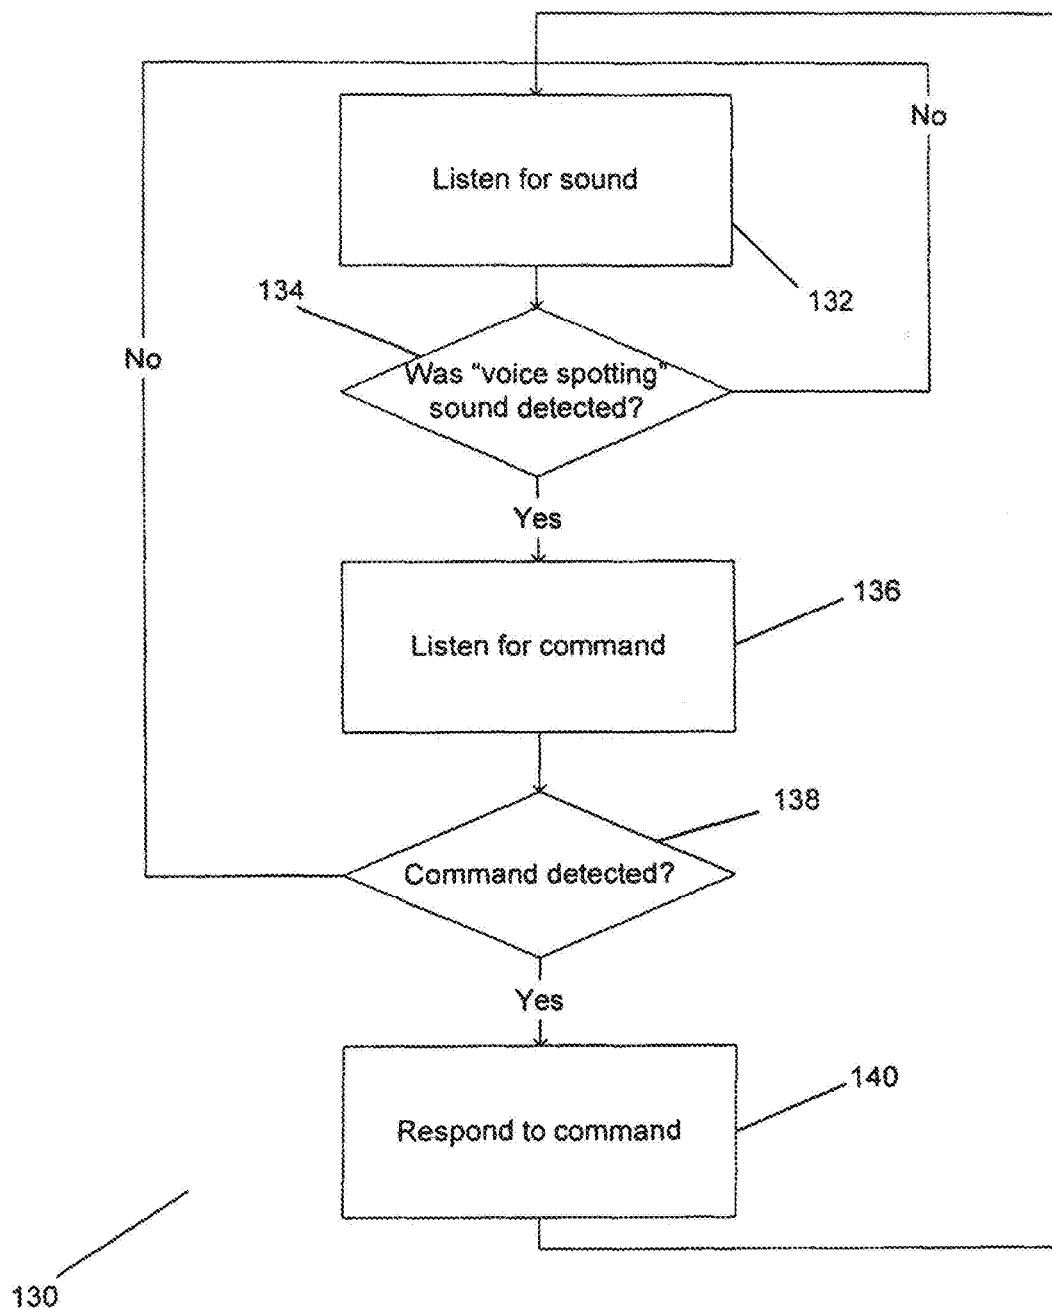 No
Listen for sound
132
134
No
Was "voice spotting"
sound detected?
Yes
136
Listen for command
138
Command detected?
Yes
140
Respond to command
130